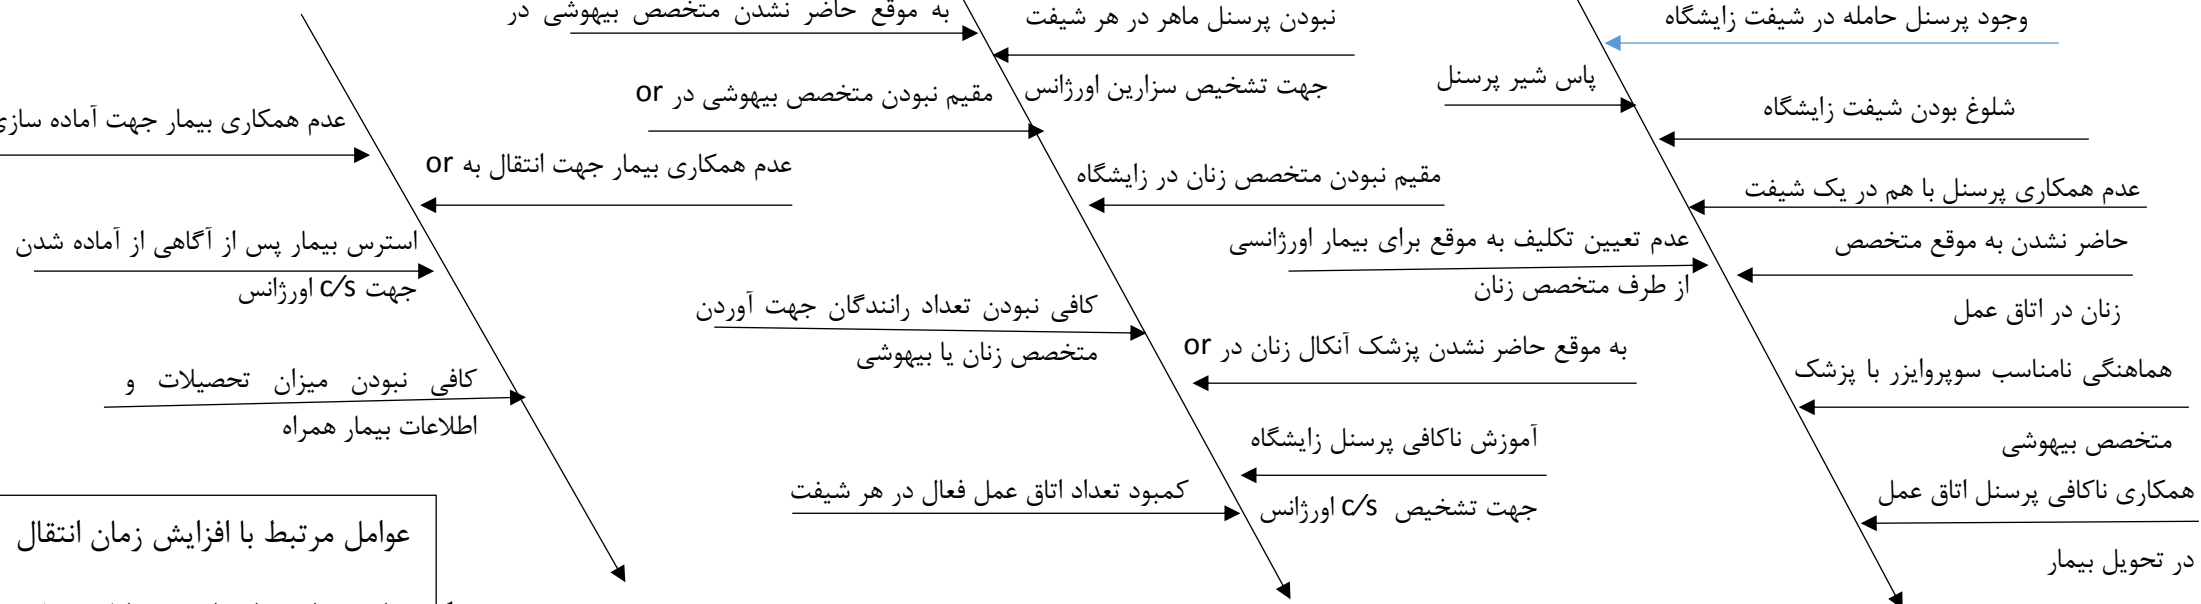 وجود پرسنل حامله در شیفت زایشگاه
پاس شیر پرسنل
شلوغ بودن شیفت زایشگاه
عدم همکاری پرسنل با هم در یک شیفت
حاضر نشدن به موقع متخصص
زنان در اتاق عمل
هماهنگی نامناسب سوپروایزر با پزشک
متخصص بیهوشی
همکاری ناکافی پرسنل اتاق عمل
در تحویل بیمار
نبودن پرسنل ماهر در هر شیفت
جهت تشخیص سزارین اورژانس
مقیم نبودن متخصص زنان در زایشگاه
عدم تعیین تکلیف به موقع برای بیمار اورژانسی
از طرف متخصص زنان
به موقع حاضر نشدن پزشک آنکال زنان در or
آموزش ناکافی پرسنل زایشگاه
جهت تشخیص c/s اورژانس
به موقع حاضر نشدن متخصص بیهوشی در
مقیم نبودن متخصص بیهوشی در or
عدم همکاری بیمار جهت انتقال به or
کافی نبودن تعداد رانندگان جهت آوردن
متخصص زنان یا بیهوشی
کمبود تعداد اتاق عمل فعال در هر شیفت
عدم همکاری بیمار جهت آماده سازی
استرس بیمار پس از آگاهی از آماده شدن
جهت c/s اورژانس
کافی نبودن میزان تحصیلات و
اطلاعات بیمار همراه
عوامل مرتبط با افزایش زمان انتقال